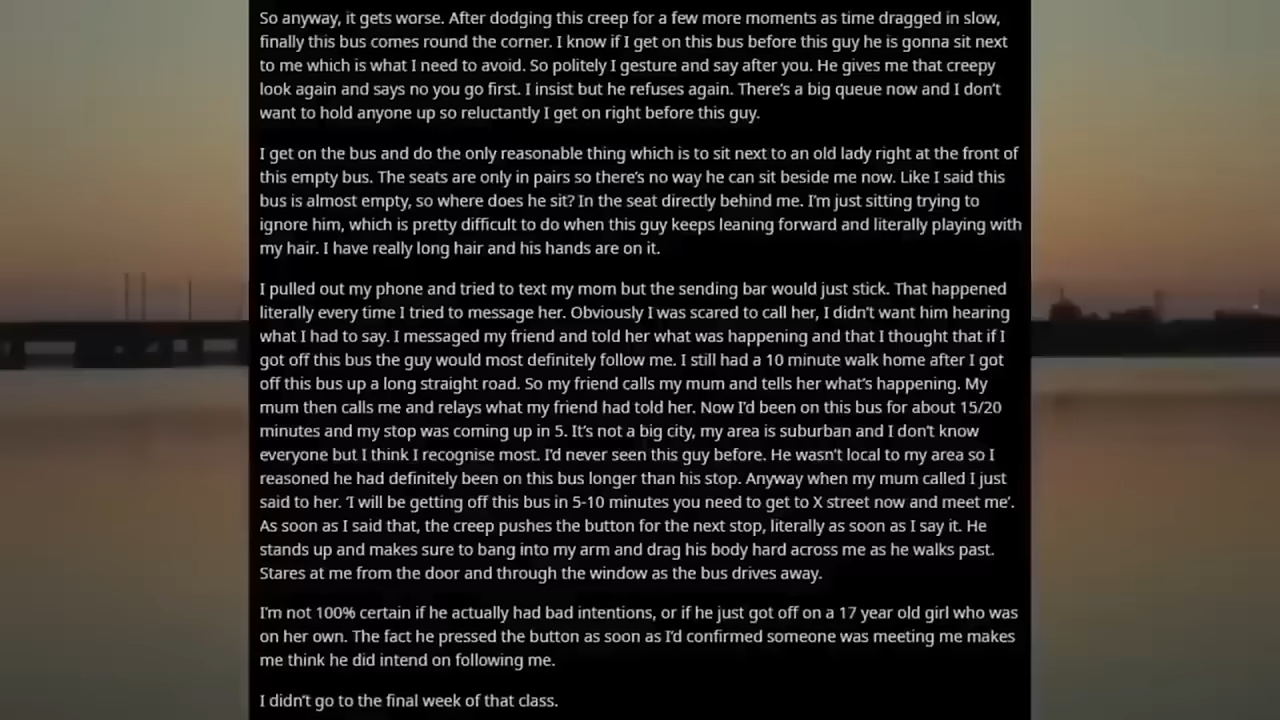 So anyway, it gets worse. After dodging this creep for a few more moments as time dragged in slow,
finally this bus comes round the corner. I know if I get on this bus before this guy he is gonna sit next
to me which is what I need to avoid. So politely I gesture and say after you. He gives me that creepy
look again and says no you go first. I insist but he refuses again. There's a big queue now and I don't
want to hold anyone up so reluctantly I get on right before this guy.
I get on the bus and do the only reasonable thing which is to sit next to an old lady right at the front of
this empty bus. The seats are only in pairs so there's no way he can sit beside me now. Like I said this
bus is almost empty, so where does he sit? In the seat directly behind me. I'm just sitting trying to
ignore him, which is pretty difficult to do when this guy keeps leaning forward and literally playing with
my hair. I have really long hair and his hands are on it.
I pulled out my phone and tried to text my mom but the sending bar would just stick. That happened
literally every time I tried to message her. Obviously I was scared to call her, I didn't want him hearing
what I had to say. I messaged my friend and told her what was happening and that I thought that if I
got off this bus the guy would most definitely follow me. I still had a 10 minute walk home after I got
off this bus up a long straight road. So my friend calls my mum and tells her what's happening. My
mum then calls me and relays what my friend had told her. Now I'd been on this bus for about 15/20
minutes and my stop was coming up in 5. It's not a big city, my area is suburban and I don't know
everyone but I think I recognise most. I'd never seen this guy before. He wasn't local to my area so I
reasoned he had definitely been on this bus longer than his stop. Anyway when my mum called I just
said to her. 'I will be getting off this bus in 5-10 minutes you need to get to X street now and meet me'.
As soon as I said that, the creep pushes the button for the next stop, literally as soon as I say it. He
stands up and makes sure to bang into my arm and drag his body hard across me as he walks past.
Stares at me from the door and through the window as the bus drives away.
I'm not 100% certain if he actually had bad intentions, or if he just got off on a 17 year old girl who was
on her own. The fact he pressed the button as soon as I'd confirmed someone was meeting me makes
me think he did intend on following me.
I didn't go to the final week of that class.